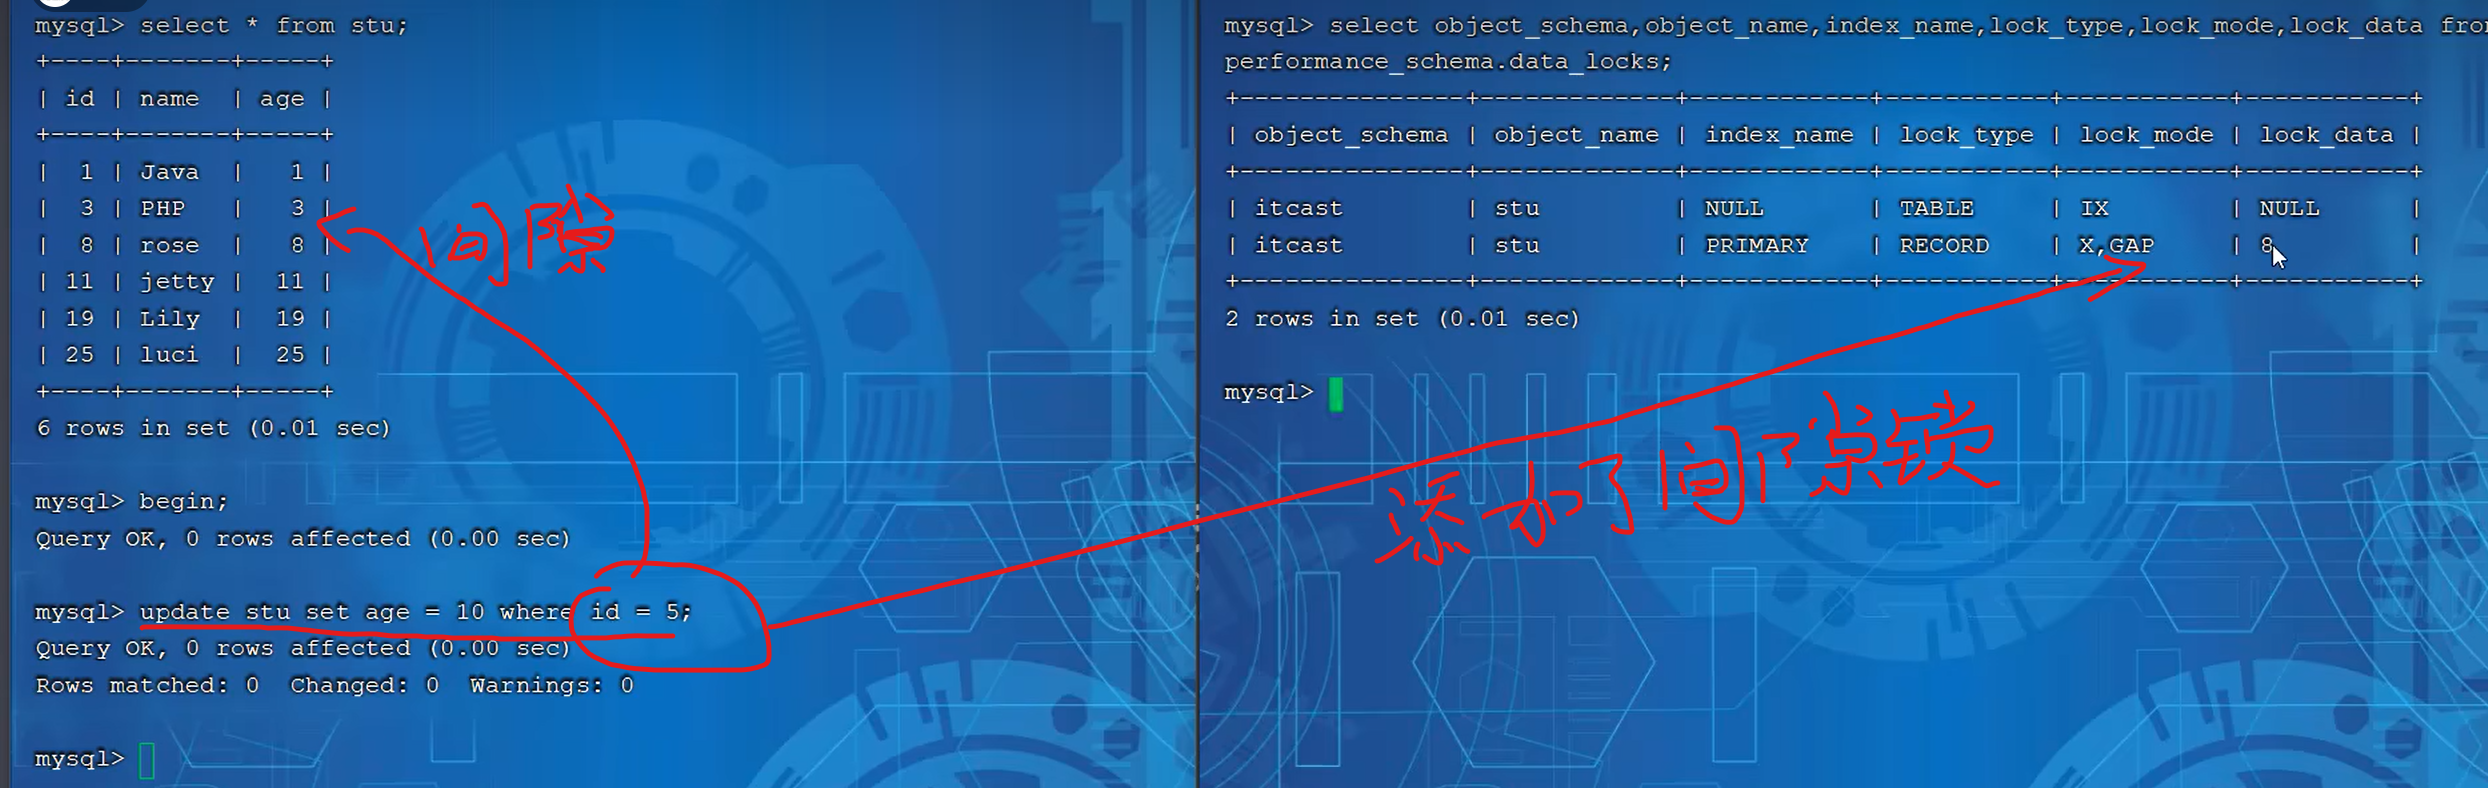 mysql> select * from stu;
+----+-------+-----+
| id | name  | age |
+----+-------+-----+
|  1 | Java  |   1 |
|  3 | PHP   |   3 |
|  8 | rose  |   8 |
| 11 | jetty |  11 |
| 19 | Lily  |  19 |
| 25 | luci  |  25 |
+----+-------+-----+
6 rows in set (0.01 sec)
间隙
mysql> begin;
Query OK, 0 rows affected (0.00 sec)
mysql> update stu set age = 10 where id = 5;
Query OK, 0 rows affected (0.00 sec)
Rows matched: 0  Changed: 0  Warnings: 0
mysql>
mysql> select object_schema,object_name,index_name,lock_type,lock_mode,lock_data from
performance_schema.data_locks;
+---------------+-------------+------------+-----------+-----------+-----------+
| object_schema | object_name | index_name | lock_type | lock_mode | lock_data |
+---------------+-------------+------------+-----------+-----------+-----------+
| itcast        | stu         | NULL       | TABLE     | IX        | NULL      |
| itcast        | stu         | PRIMARY    | RECORD    | X,GAP     | 8         |
+---------------+-------------+------------+-----------+-----------+-----------+
2 rows in set (0.01 sec)
mysql>
添加了间隙锁